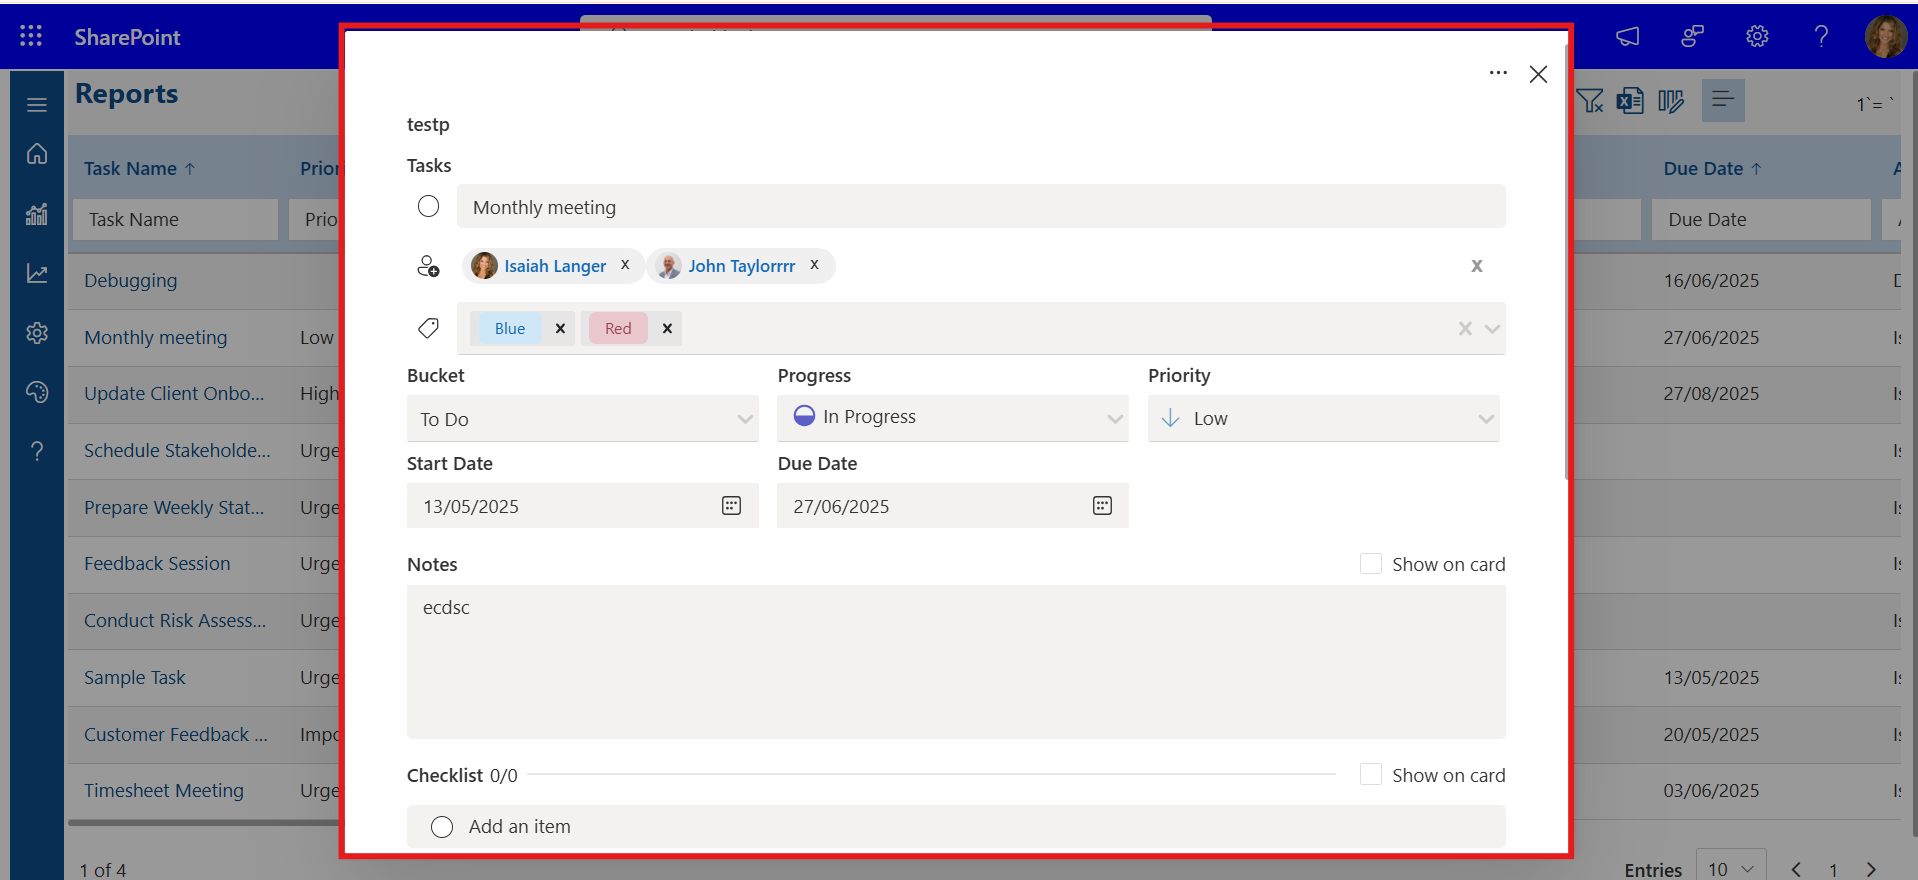 SharePoint
Reports
1`= `
Task Name ↑
Due Date ↑
Task Name
Prio
Due Date
Debugging
16/06/2025
Monthly meeting
Low
27/06/2025
Update Client Onbo...
High
27/08/2025
Schedule Stakeholde...
Urge
Prepare Weekly Stat...
Urge
Feedback Session
Urge
Conduct Risk Assess...
Urge
Sample Task
Urge
13/05/2025
Customer Feedback ...
Impo
20/05/2025
Timesheet Meeting
Urge
03/06/2025
1 of 4
Entries 10
1
testp
Tasks
Monthly meeting
Isaiah Langer x John Taylorrrr x x
Blue x Red x x
Bucket Progress Priority
To Do In Progress Low
Start Date Due Date
13/05/2025 27/06/2025
Notes Show on card
ecdsc
Checklist 0/0 Show on card
Add an item